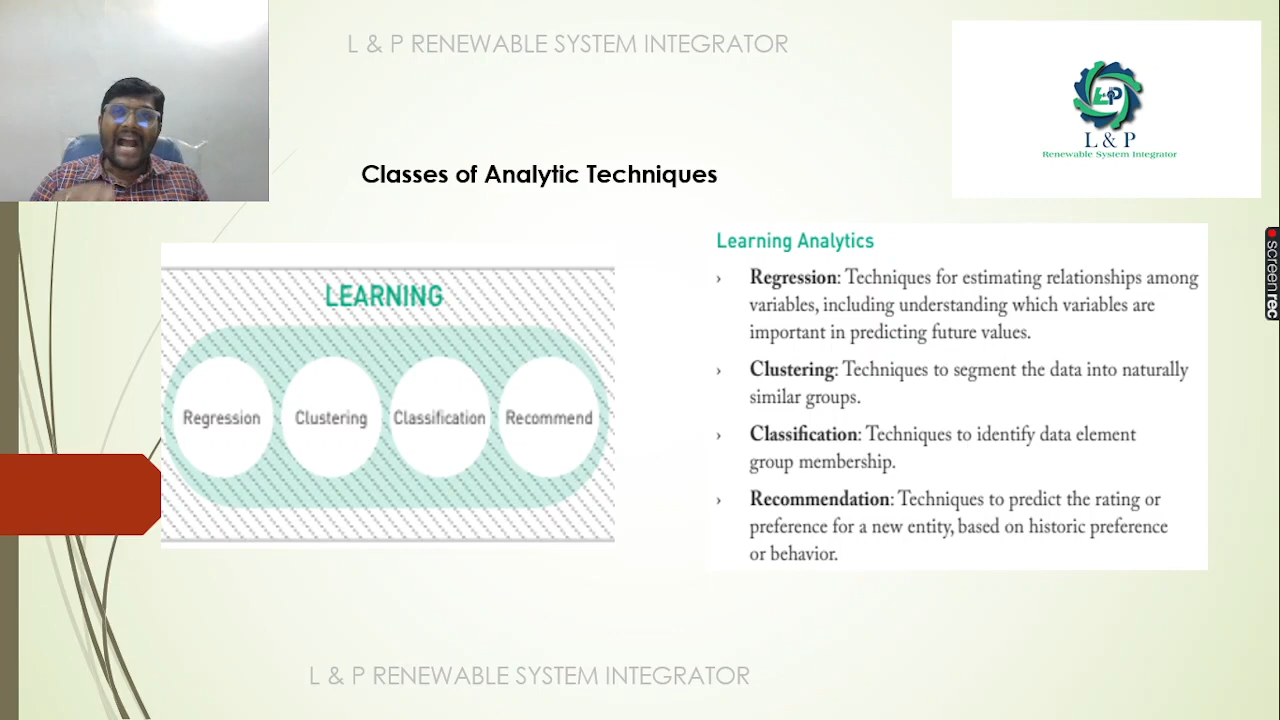 L & P RENEWABLE SYSTEM INTEGRATOR
L & P
Renewable System Integrator
Classes of Analytic Techniques
LEARNING
Regression
Clustering
Classification
Recommend
Learning Analytics
› Regression: Techniques for estimating relationships among
variables, including understanding which variables are
important in predicting future values.
› Clustering: Techniques to segment the data into naturally
similar groups.
› Classification: Techniques to identify data element
group membership.
› Recommendation: Techniques to predict the rating or
preference for a new entity, based on historic preference
or behavior.
screenrec
L & P RENEWABLE SYSTEM INTEGRATOR